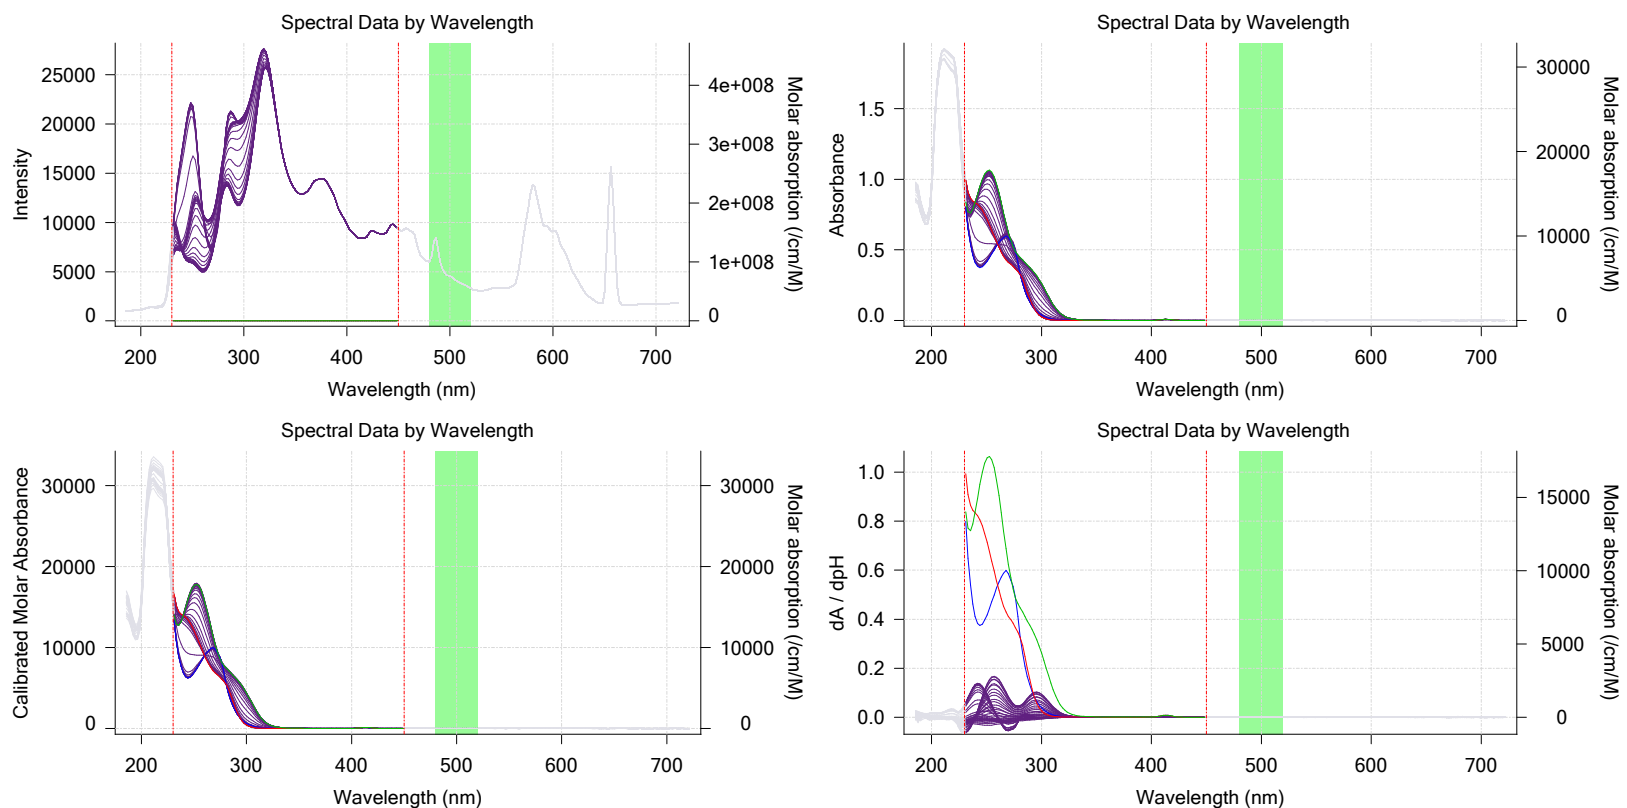 Spectral Data by Wavelength
Intensity
25000
20000
15000
10000
5000
0
4e+008
3e+008
2e+008
1e+008
0
Molar absorption (/cm/M)
200 300 400 500 600 700
Wavelength (nm)
Spectral Data by Wavelength
Absorbance
1.5
1.0
0.5
0.0
30000
20000
10000
0
Molar absorption (/cm/M)
200 300 400 500 600 700
Wavelength (nm)
Spectral Data by Wavelength
Calibrated Molar Absorbance
30000
20000
10000
0
30000
20000
10000
0
Molar absorption (/cm/M)
200 300 400 500 600 700
Wavelength (nm)
Spectral Data by Wavelength
dA / dpH
1.0
0.8
0.6
0.4
0.2
0.0
15000
10000
5000
0
Molar absorption (/cm/M)
200 300 400 500 600 700
Wavelength (nm)